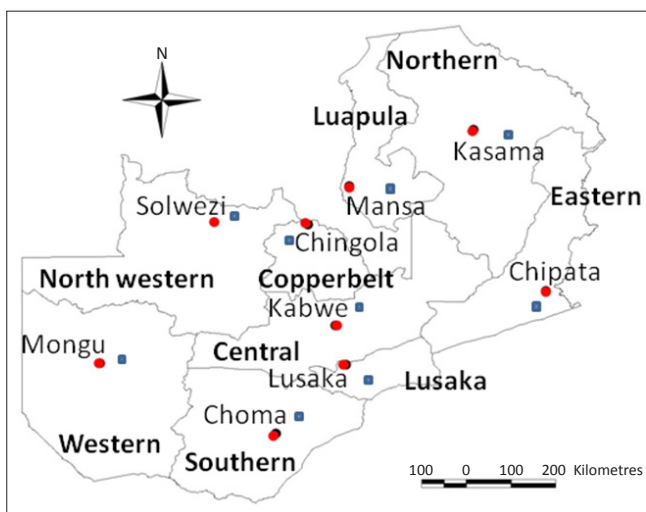 N
Northern
Luapula
Kasama
Eastern
Solwezi
Mansa
Chingola
North western
Copperbelt
Chipata
Kabwe
Mongu
Central
Lusaka
Lusaka
Choma
Western
Southern
100 0 100 200 Kilometres